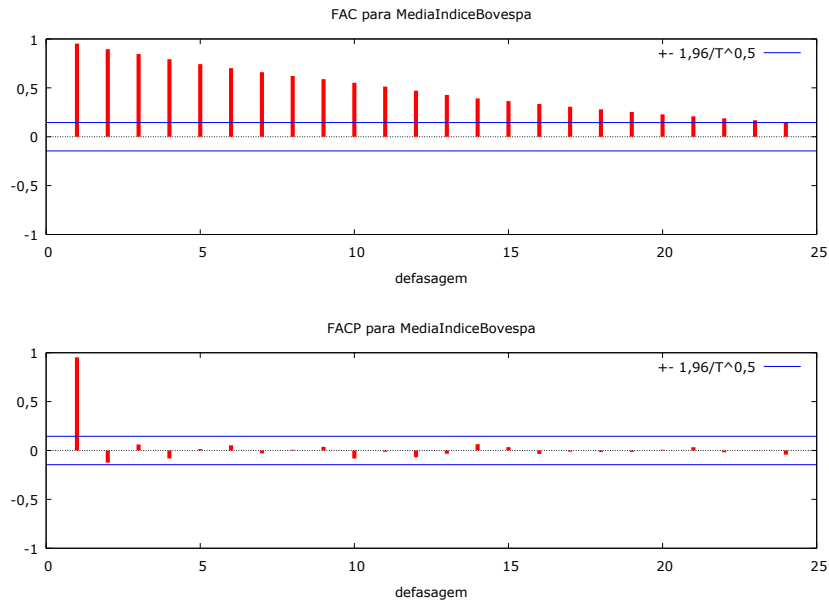 FAC para MediaIndiceBovespa
+- 1,96/T^0,5
1
0,5
0
-0,5
-1
0 5 10 15 20 25
defasagem
FACP para MediaIndiceBovespa
+- 1,96/T^0,5
1
0,5
0
-0,5
-1
0 5 10 15 20 25
defasagem